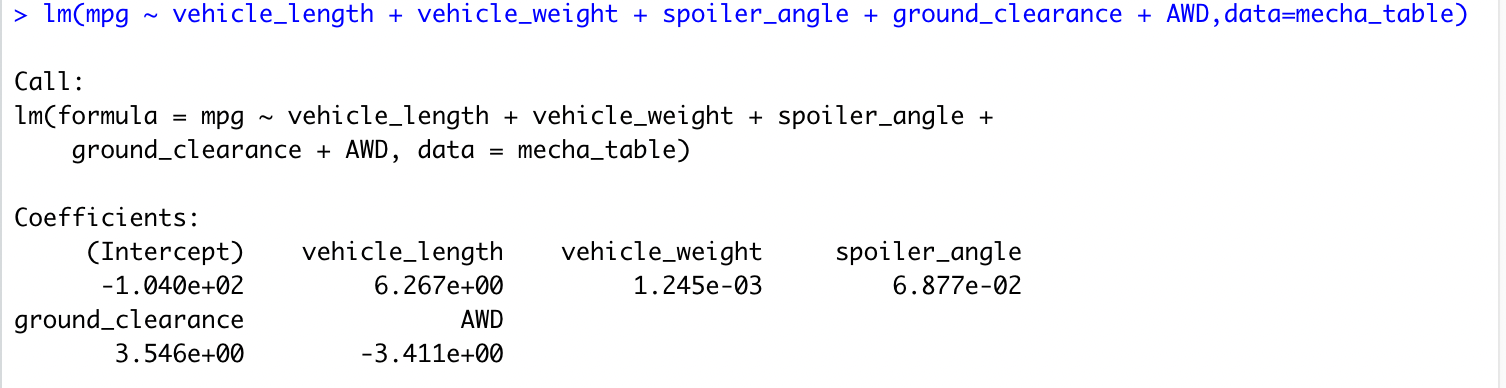 > lm(mpg ~ vehicle_length + vehicle_weight + spoiler_angle + ground_clearance + AWD,data=mecha_table)
Call:
lm(formula = mpg ~ vehicle_length + vehicle_weight + spoiler_angle +
    ground_clearance + AWD, data = mecha_table)
Coefficients:
     (Intercept)    vehicle_length    vehicle_weight     spoiler_angle
      -1.040e+02         6.267e+00         1.245e-03         6.877e-02
ground_clearance               AWD
       3.546e+00        -3.411e+00